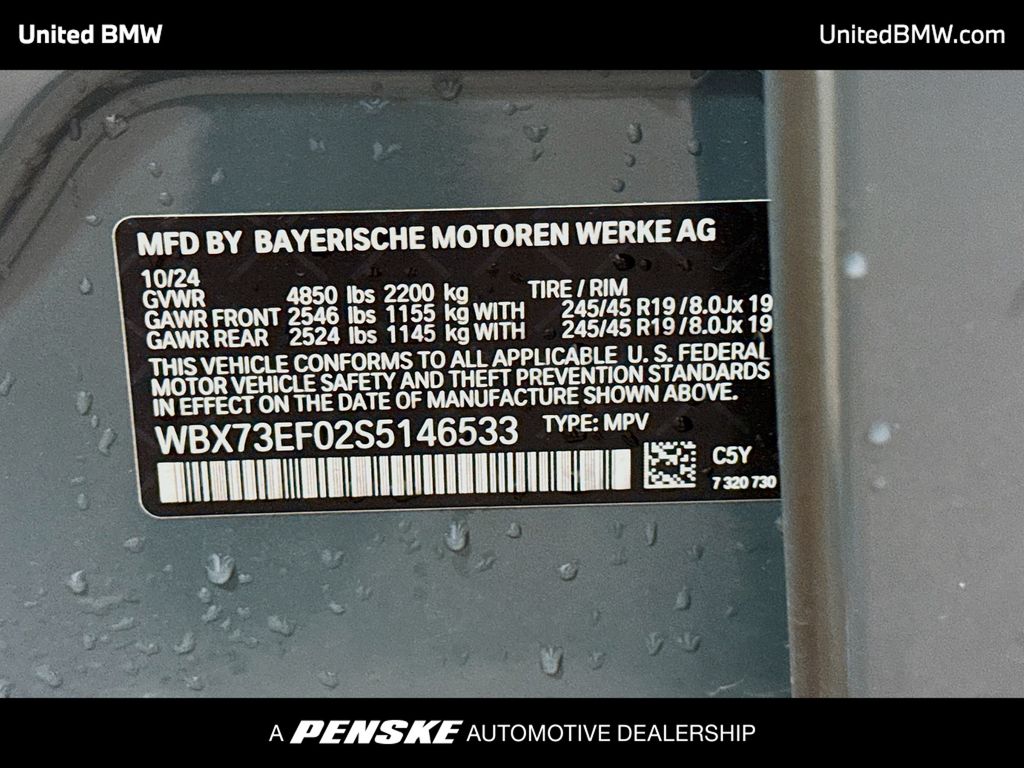 United BMW
UnitedBMW.com
MFD BY BAYERISCHE MOTOREN WERKE AG
10/24
GVWR 4850 lbs 2200 kg TIRE / RIM
GAWR FRONT 2546 lbs 1155 kg WITH 245/45 R19 / 8.0Jx 19
GAWR REAR 2524 lbs 1145 kg WITH 245/45 R19 / 8.0Jx 19
THIS VEHICLE CONFORMS TO ALL APPLICABLE U. S. FEDERAL
MOTOR VEHICLE SAFETY AND THEFT PREVENTION STANDARDS
IN EFFECT ON THE DATE OF MANUFACTURE SHOWN ABOVE.
WBX73EF02S5146533 TYPE: MPV
C5Y
7 320 730
A PENSKE AUTOMOTIVE DEALERSHIP